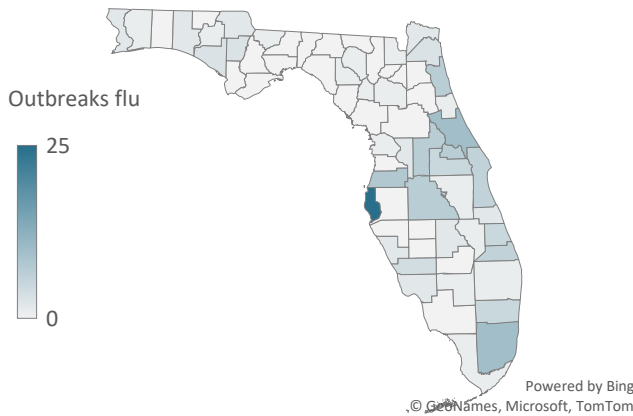 Outbreaks flu
25
0
Powered by Bing
© GeoNames, Microsoft, TomTom